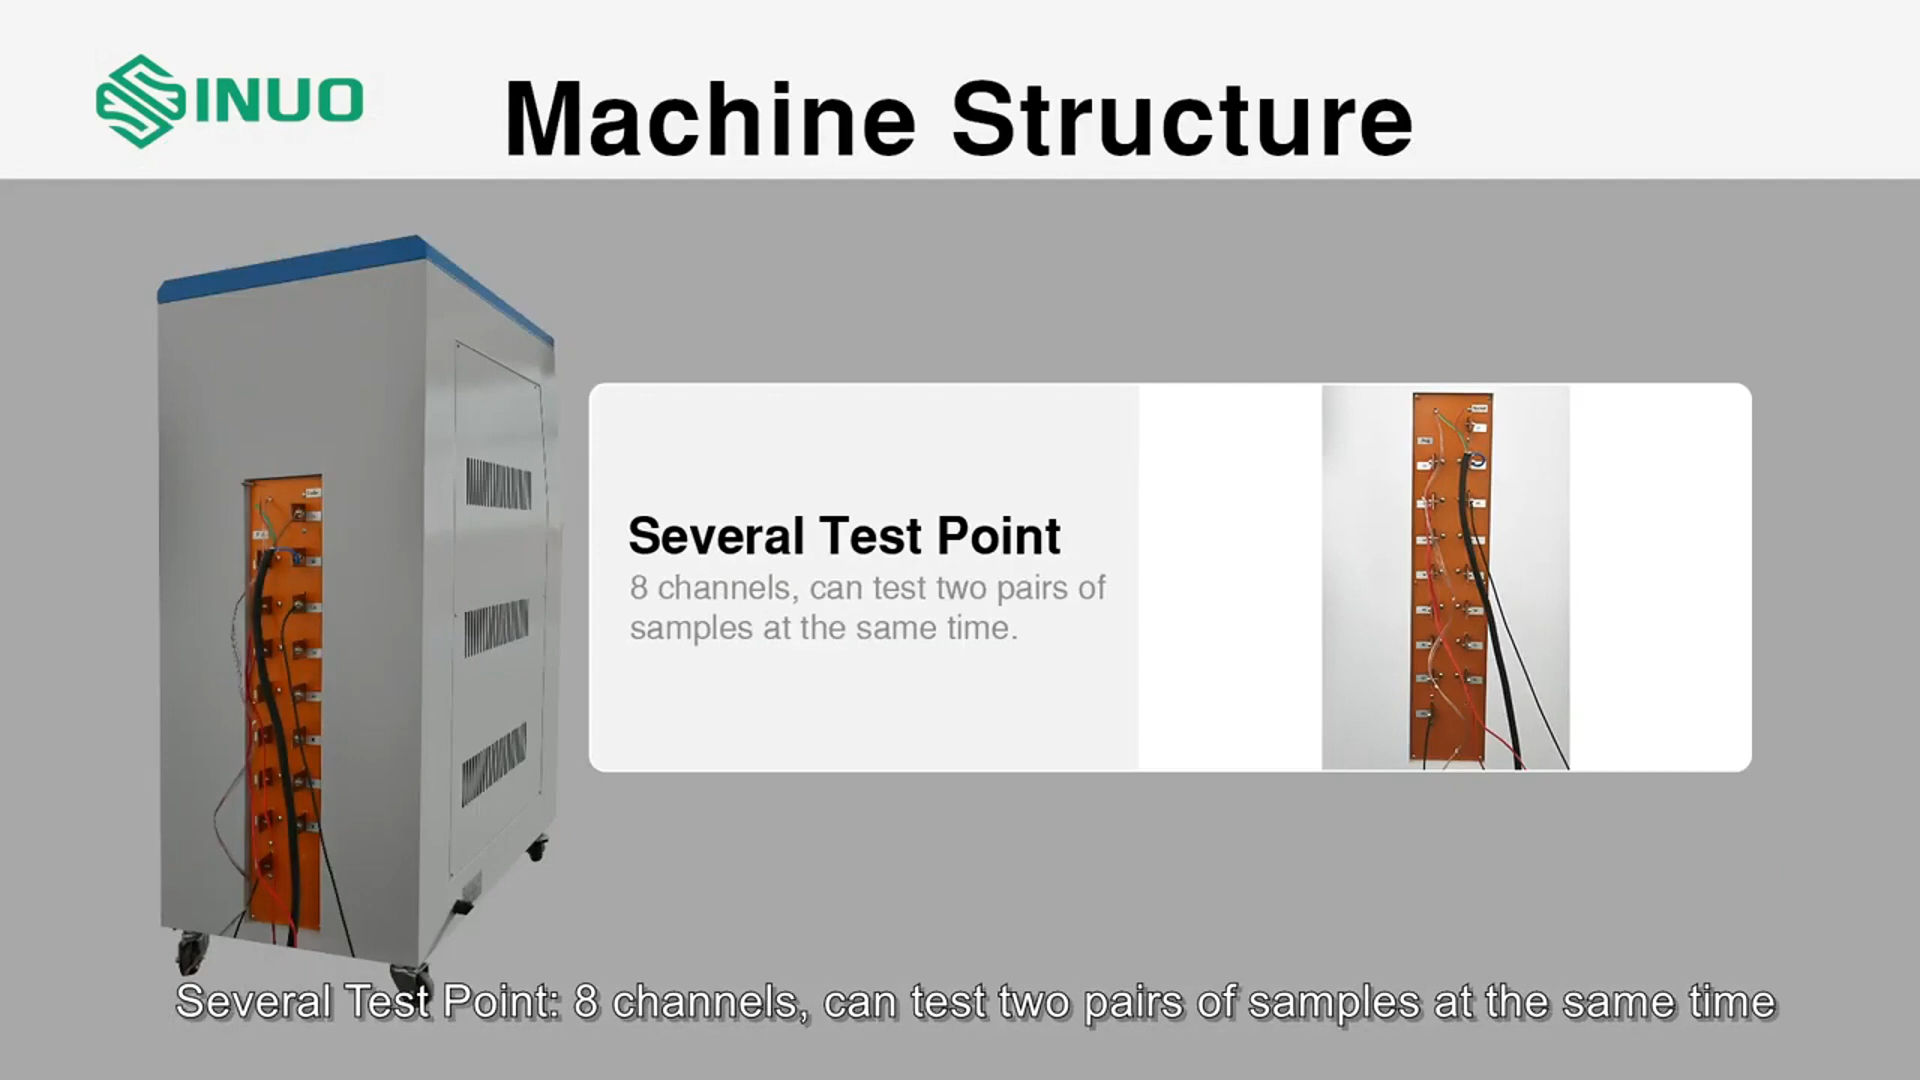 SINUO
Machine Structure
Several Test Point
8 channels, can test two pairs of
samples at the same time.
Several Test Point: 8 channels, can test two pairs of samples at the same time